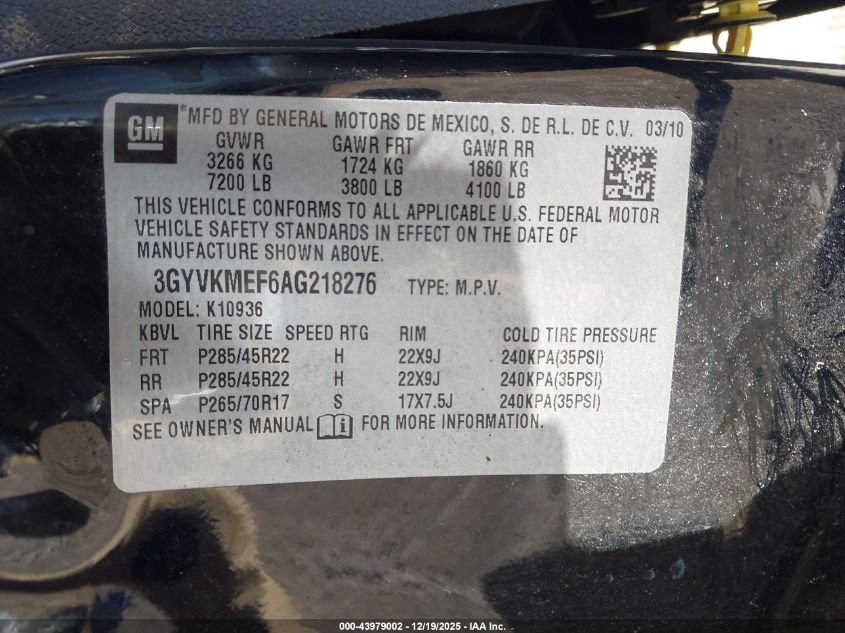 GM ® MFD BY GENERAL MOTORS DE MEXICO, S. DE R.L. DE C.V. 03/10
GVWR GAWR FRT GAWR RR
3266 KG 1724 KG 1860 KG
7200 LB 3800 LB 4100 LB
THIS VEHICLE CONFORMS TO ALL APPLICABLE U.S. FEDERAL MOTOR
VEHICLE SAFETY STANDARDS IN EFFECT ON THE DATE OF
MANUFACTURE SHOWN ABOVE.
3GYVKMEF6AG218276 TYPE: M.P.V.
MODEL: K10936
KBVL TIRE SIZE SPEED RTG RIM COLD TIRE PRESSURE
FRT P285/45R22 H 22X9J 240KPA(35PSI)
RR P285/45R22 H 22X9J 240KPA(35PSI)
SPA P265/70R17 S 17X7.5J 240KPA(35PSI)
SEE OWNER'S MANUAL i FOR MORE INFORMATION.
000-43979002 - 12/19/2025 - IAA Inc.